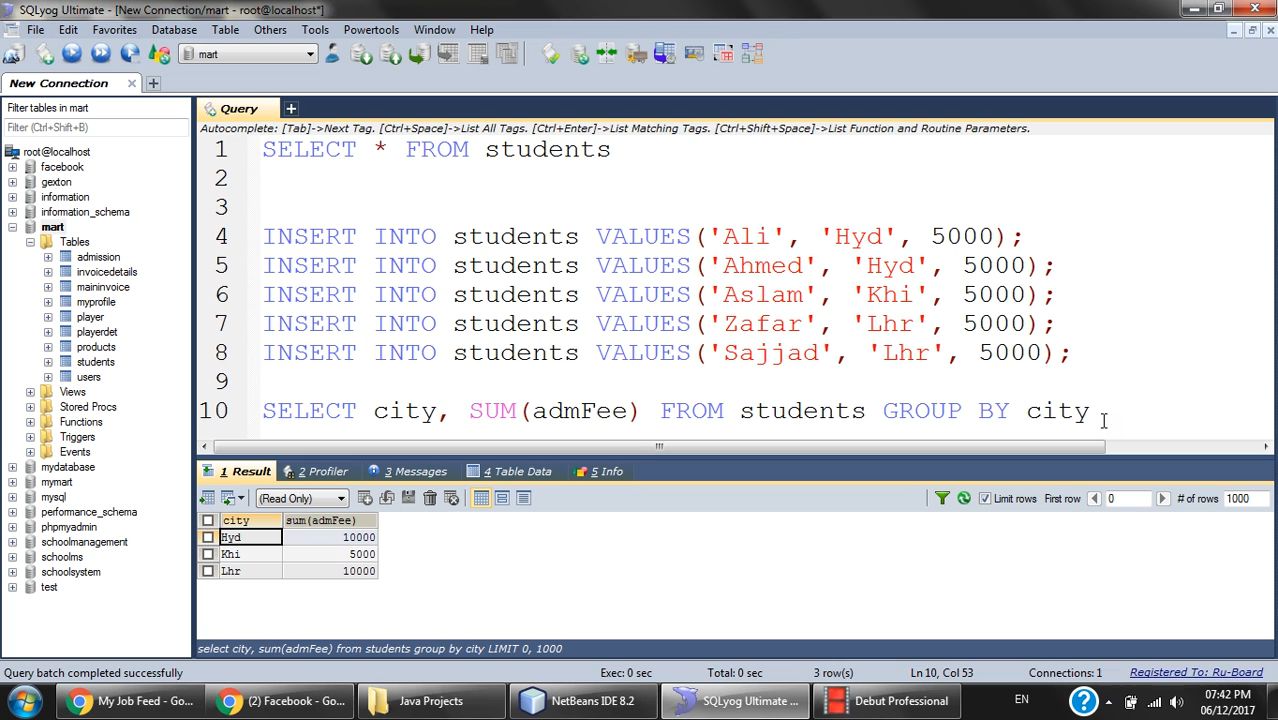 SQLyog Ultimate - [New Connection/mart - root@localhost*]
File Edit Favorites Database Table Others Tools Powertools Window Help
mart
New Connection
Filter tables in mart
Filter (Ctrl+Shift+B)
root@localhost
facebook
gexton
information
information_schema
mart
Tables
admission
invoicedetails
maininvoice
myprofile
player
playerdet
products
students
users
Views
Stored Procs
Functions
Triggers
Events
mydatabase
mymart
mysql
performance_schema
phpmyadmin
schoolmanagement
schoolms
schoolsystem
test
Query
Autocomplete: [Tab]->Next Tag. [Ctrl+Space]->List All Tags. [Ctrl+Enter]->List Matching Tags. [Ctrl+Shift+Space]->List Function and Routine Parameters.
1 SELECT * FROM students
2
3
4 INSERT INTO students VALUES('Ali', 'Hyd', 5000);
5 INSERT INTO students VALUES('Ahmed', 'Hyd', 5000);
6 INSERT INTO students VALUES('Aslam', 'Khi', 5000);
7 INSERT INTO students VALUES('Zafar', 'Lhr', 5000);
8 INSERT INTO students VALUES('Sajjad', 'Lhr', 5000);
9
10 SELECT city, SUM(admFee) FROM students GROUP BY city
1 Result 2 Profiler 3 Messages 4 Table Data 5 Info
(Read Only) Limit rows First row 0 # of rows 1000
city sum(admFee)
Hyd 10000
Khi 5000
Lhr 10000
select city, sum(admFee) from students group by city LIMIT 0, 1000
Query batch completed successfully Exec: 0 sec Total: 0 sec 3 row(s) Ln 10, Col 53 Connections: 1 Registered To: Ru-Board
My Job Feed - Go... (2) Facebook - Go... Java Projects NetBeans IDE 8.2 SQLyog Ultimate ... Debut Professional EN 07:42 PM
06/12/2017